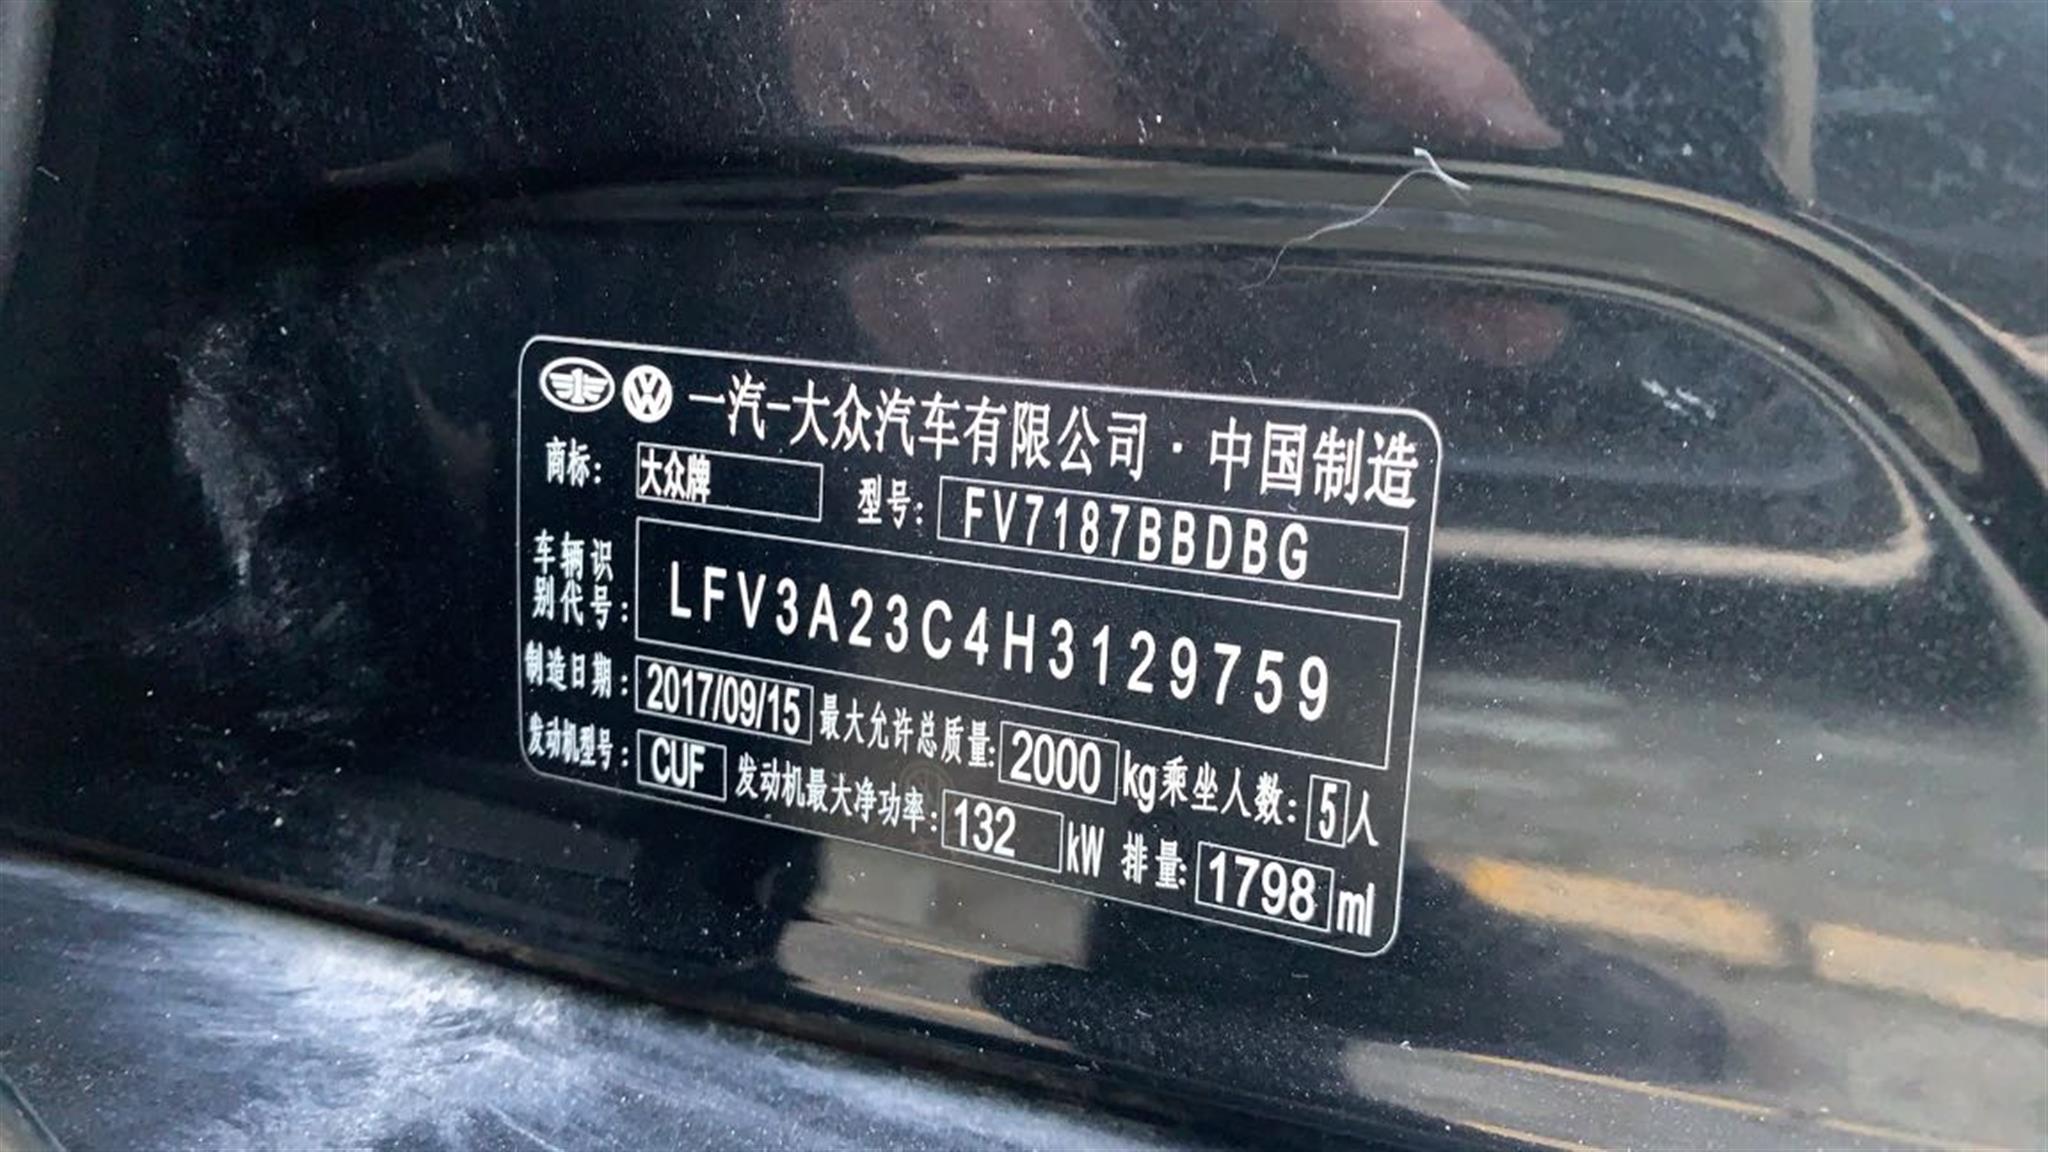 一汽-大众汽车有限公司·中国制造
商标: 大众牌 型号: FV7187BBDBG
车辆识别代号: LFV3A23C4H3129759
制造日期: 2017/09/15 最大允许总质量: 2000 kg 乘坐人数: 5 人
发动机型号: CUF 发动机最大净功率: 132 kW 排量: 1798 ml